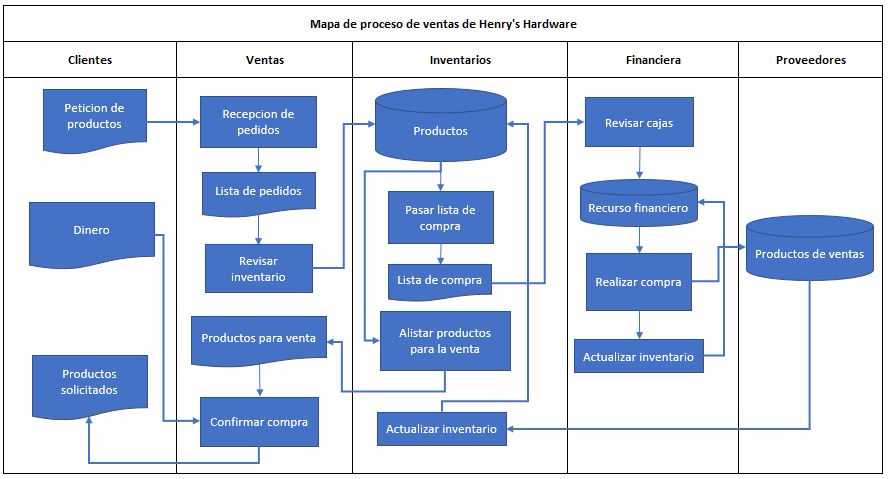 Mapa de proceso de ventas de Henry's Hardware
Clientes
Ventas
Inventarios
Financiera
Proveedores
Peticion de
productos
Dinero
Productos
solicitados
Recepcion de
pedidos
Lista de pedidos
Revisar
inventario
Productos para venta
Confirmar compra
Productos
Pasar lista de
compra
Lista de compra
Alistar productos
para la venta
Actualizar inventario
Revisar cajas
Recurso financiero
Realizar compra
Actualizar inventario
Productos de ventas